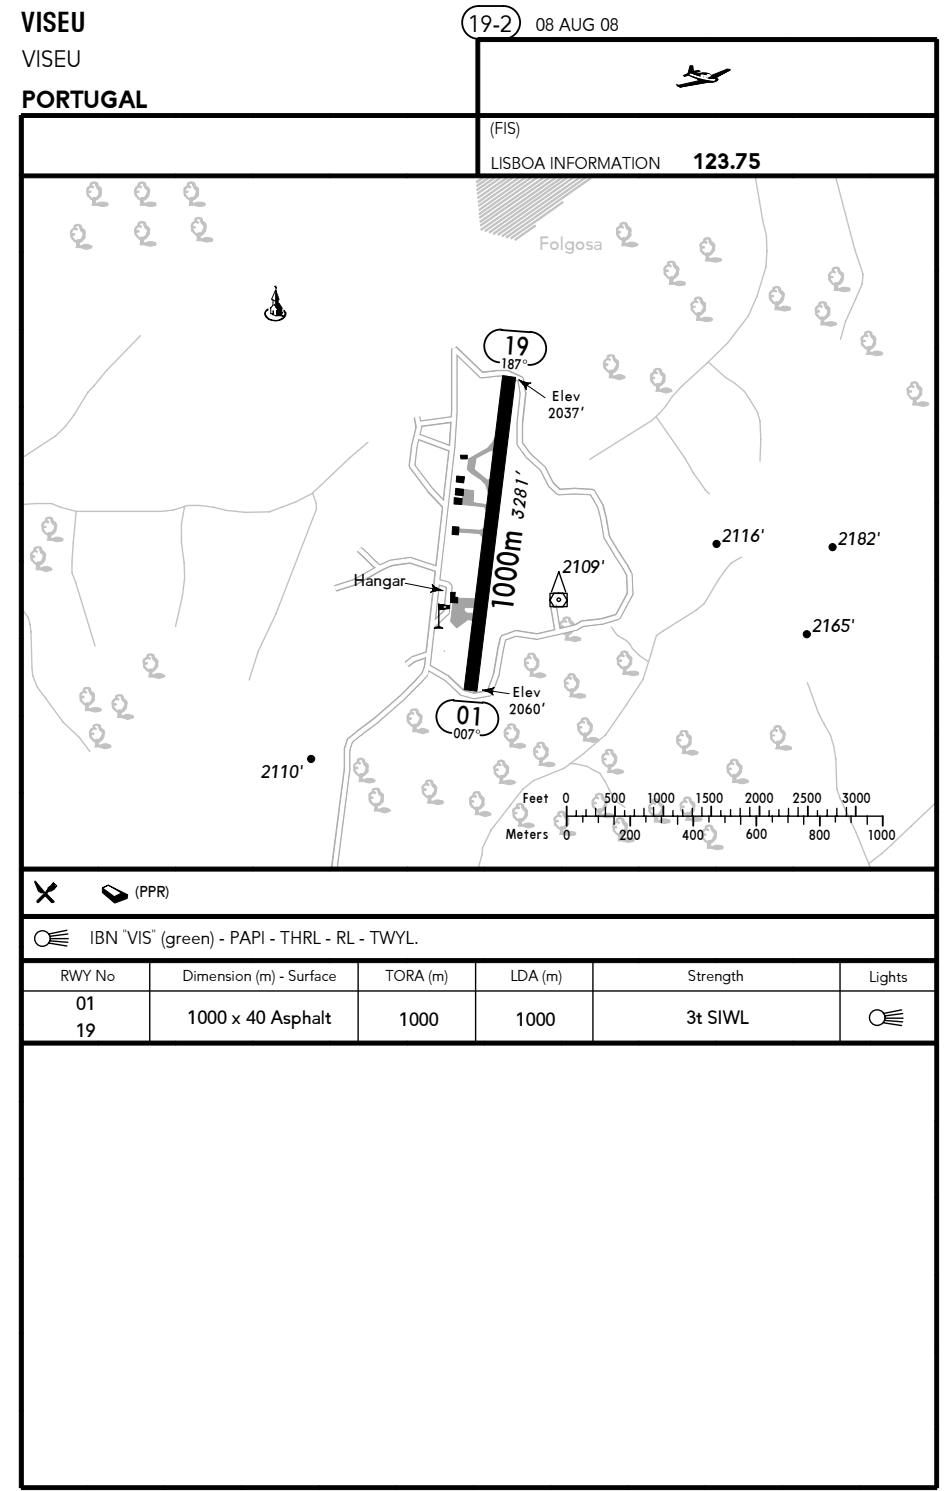 VISEU
19-2 08 AUG 08
VISEU
PORTUGAL
(FIS)
LISBOA INFORMATION 123.75
Folgosa
19
187°
Elev
2037'
3281'
1000m
2116'
2182'
2109'
Hangar
2165'
Elev
2060'
01
007°
2110'
Feet 0 500 1000 1500 2000 2500 3000
Meters 0 200 400 600 800 1000
(PPR)
IBN "VIS" (green) - PAPI - THRL - RL - TWYL.
RWY No Dimension (m) - Surface TORA (m) LDA (m) Strength Lights
01
1000 x 40 Asphalt 1000 1000 3t SIWL
19